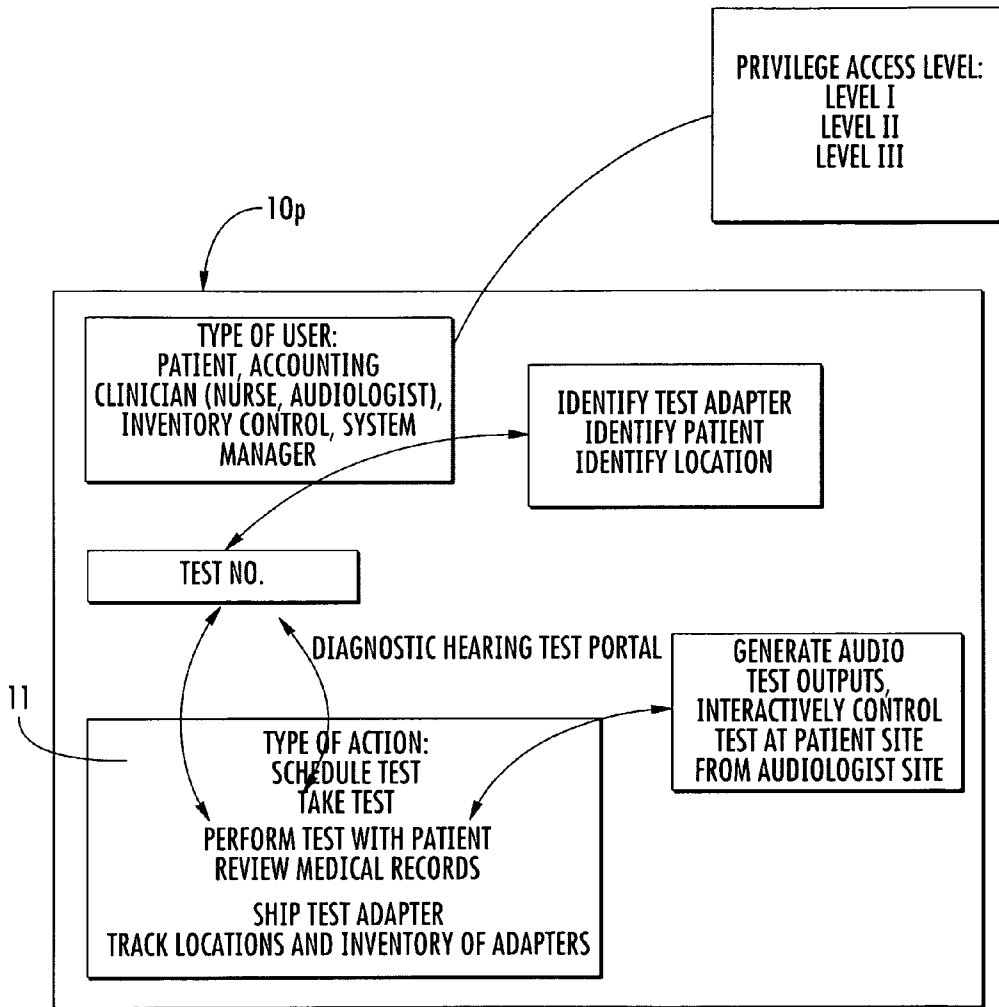 PRIVILEGE ACCESS LEVEL:
LEVEL I
LEVEL II
LEVEL III
10p
TYPE OF USER:
PATIENT, ACCOUNTING
CLINICIAN (NURSE, AUDIOLOGIST),
INVENTORY CONTROL, SYSTEM
MANAGER
IDENTIFY TEST ADAPTER
IDENTIFY PATIENT
IDENTIFY LOCATION
TEST NO.
DIAGNOSTIC HEARING TEST PORTAL
GENERATE AUDIO
TEST OUTPUTS,
INTERACTIVELY CONTROL
TEST AT PATIENT SITE
FROM AUDIOLOGIST SITE
11
TYPE OF ACTION:
SCHEDULE TEST
TAKE TEST
PERFORM TEST WITH PATIENT
REVIEW MEDICAL RECORDS
SHIP TEST ADAPTER
TRACK LOCATIONS AND INVENTORY OF ADAPTERS